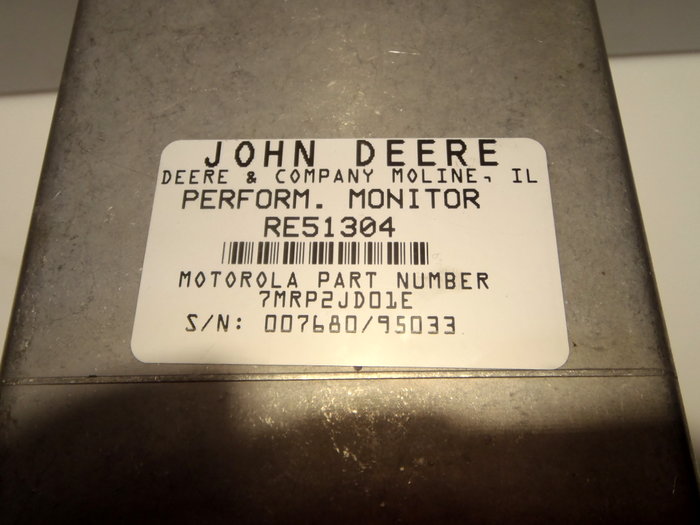 JOHN DEERE
DEERE & COMPANY MOLINE, IL
PERFORM. MONITOR
RE51304
MOTOROLA PART NUMBER
7MRP2JD01E
S/N: 007680/95033